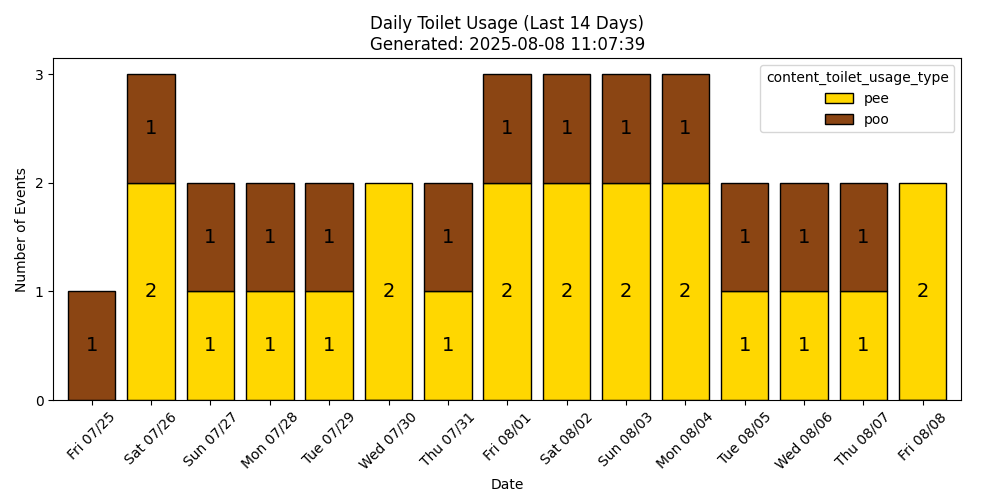 Daily Toilet Usage (Last 14 Days)
Generated: 2025-08-08 11:07:39
content_toilet_usage_type
pee
poo
Number of Events
3
2
1
0
1 1 1 1 1
1 1 1 1 1 1 1
2 2 2 2 2 2 2
1 1 1 1 1 1 1 1
Fri 07/25 Sat 07/26 Sun 07/27 Mon 07/28 Tue 07/29 Wed 07/30 Thu 07/31 Fri 08/01 Sat 08/02 Sun 08/03 Mon 08/04 Tue 08/05 Wed 08/06 Thu 08/07 Fri 08/08
Date